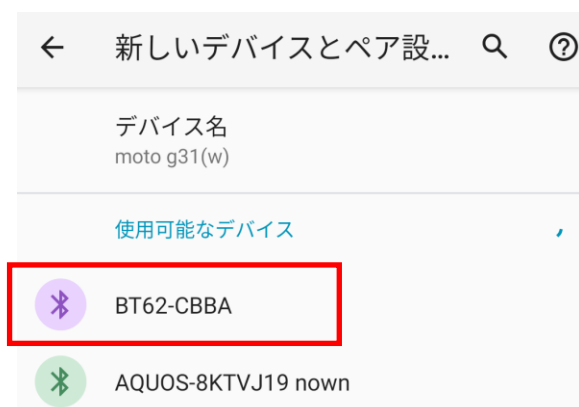 新しいデバイスとペア設...
デバイス名
moto g31(w)
使用可能なデバイス
BT62-CBBA
AQUOS-8KTVJ19 nown